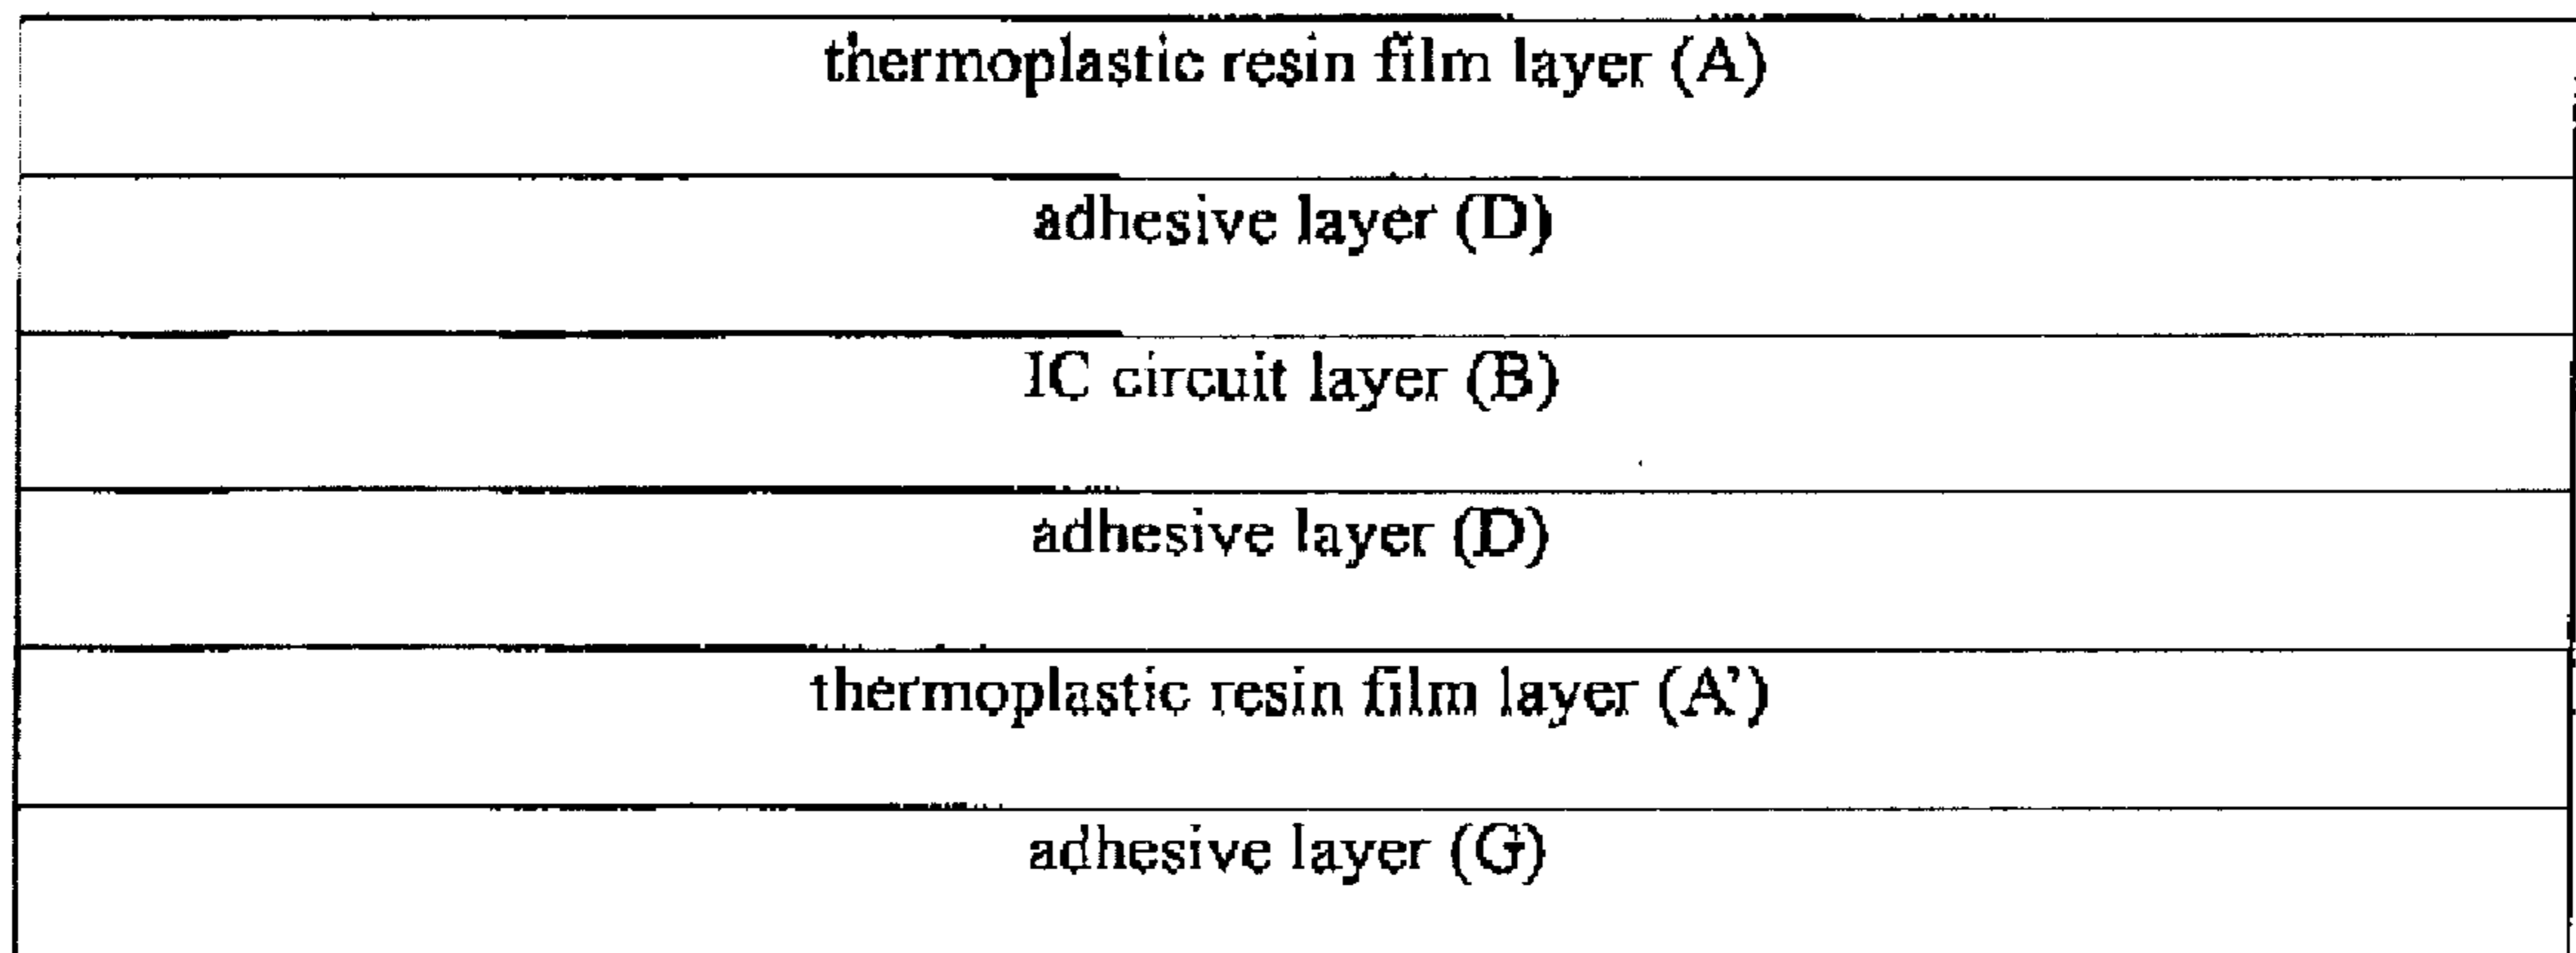 thermoplastic resin film layer (A)
adhesive layer (D)
IC circuit layer (B)
adhesive layer (D)
thermoplastic resin film layer (A’)
adhesive layer (G)